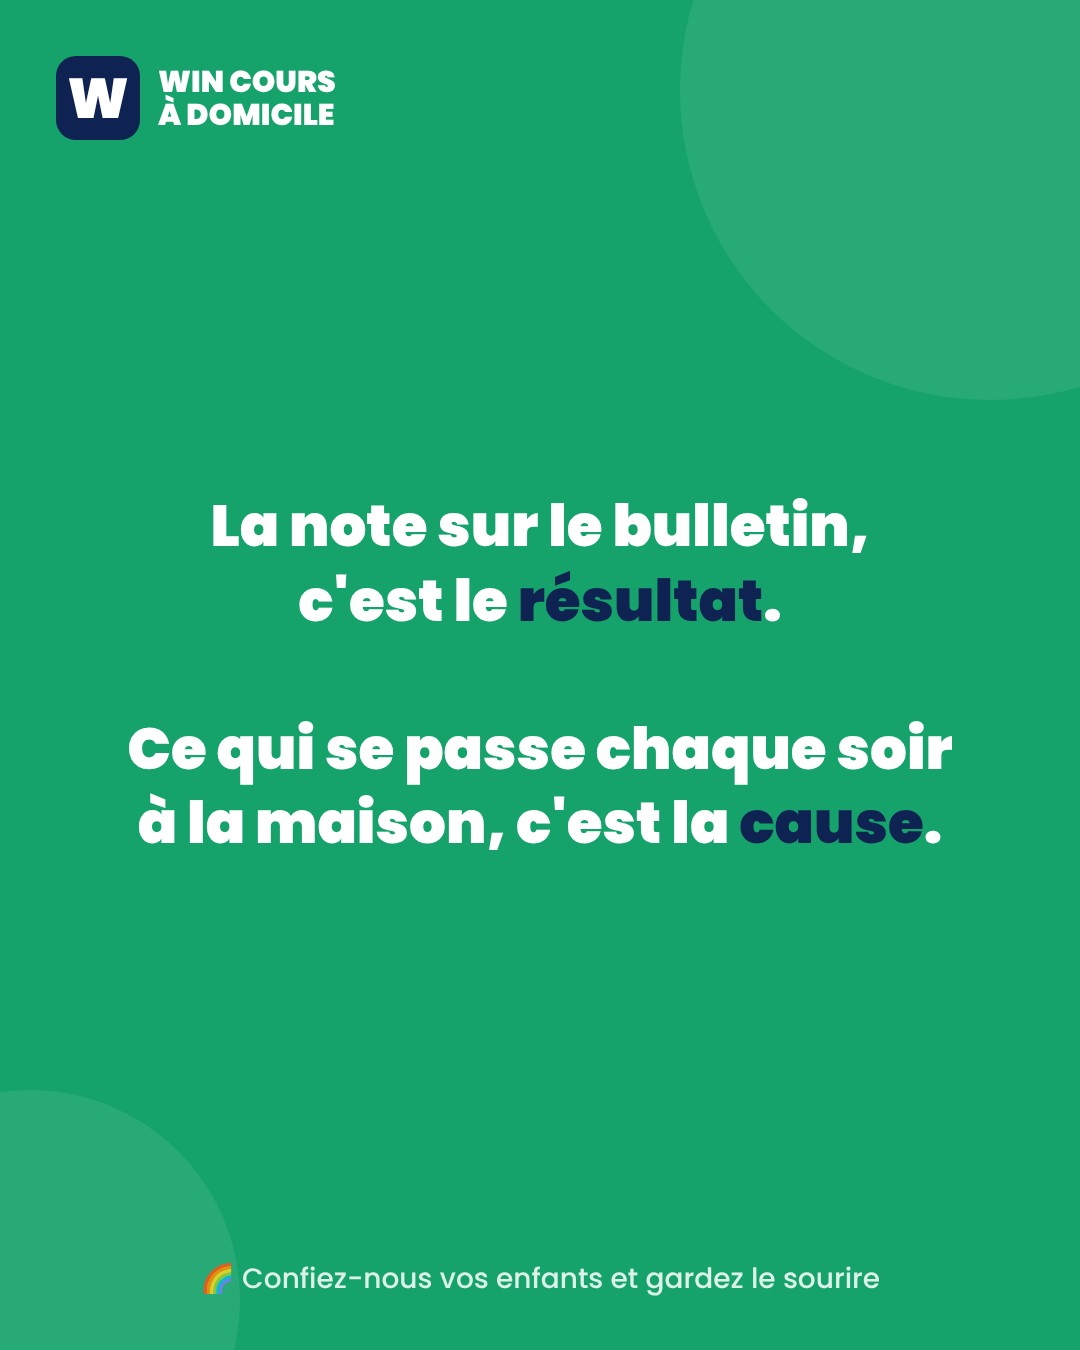 W
WIN COURS
À DOMICILE
La note sur le bulletin,
c'est le résultat.
Ce qui se passe chaque soir
à la maison, c'est la cause.
🌈 Confiez-nous vos enfants et gardez le sourire